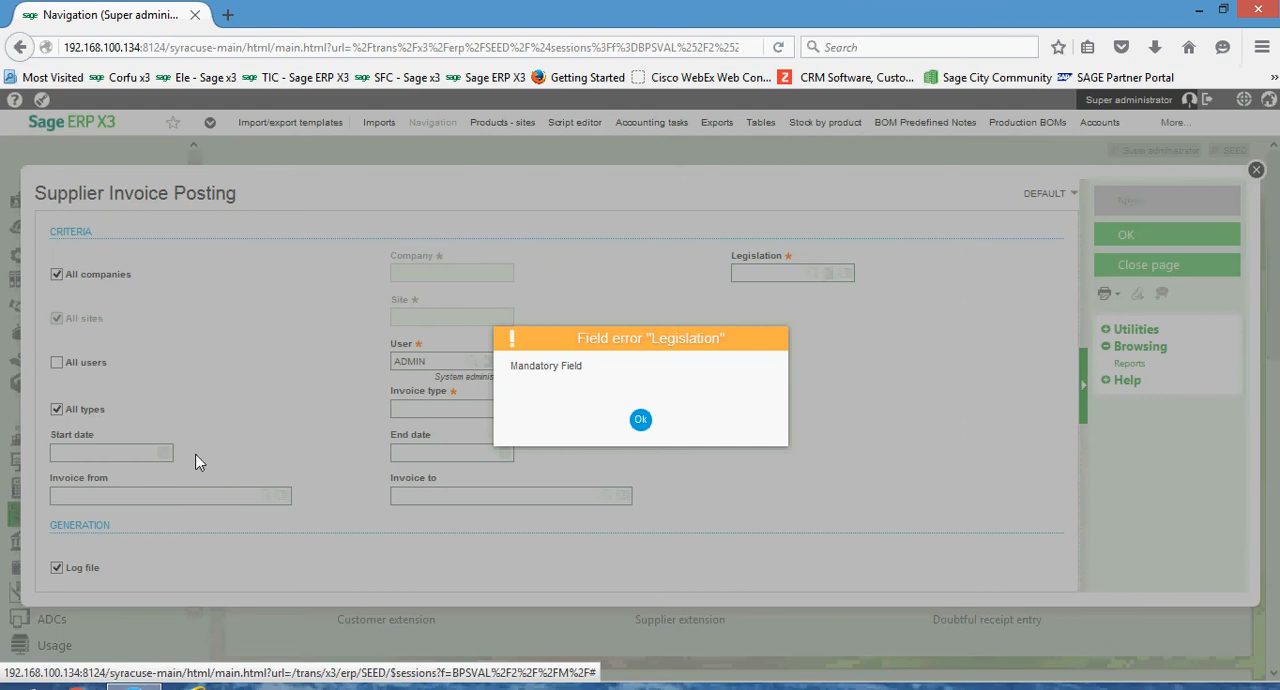 Navigation (Super admini...
192.168.100.134:8124/syracuse-main/html/main.html?url=%2Ftrans%2Fx3%2Ferp%2FSEED%2F%24sessions%3Ff%3DBPSVAL%252F2%252F%
Search
Most Visited Corfu x3 Ele - Sage x3 TIC - Sage ERP X3 SFC - Sage x3 Sage ERP X3 Getting Started Cisco WebEx Web Con... CRM Software, Custo... Sage City Community SAGE Partner Portal
Super administrator
Sage ERP X3 Import/export templates Imports Navigation Products - sites Script editor Accounting tasks Exports Tables Stock by product BOM Predefined Notes Production BOMs Accounts More...
Super administrator SEED
Supplier Invoice Posting
DEFAULT
New
CRITERIA
OK
Company *
Legislation *
All companies
Close page
Site *
All sites
Utilities
Field error "Legislation"
User *
Browsing
All users
ADMIN
Mandatory Field
Reports
System adminis
Help
Invoice type *
All types
Ok
Start date
End date
Invoice from
Invoice to
GENERATION
Log file
ADCs
Customer extension
Supplier extension
Doubtful receipt entry
Usage
192.168.100.134:8124/syracuse-main/html/main.html?url=/trans/x3/erp/SEED/$sessions?f=BPSVAL%2F2%2F%2FM%2F#